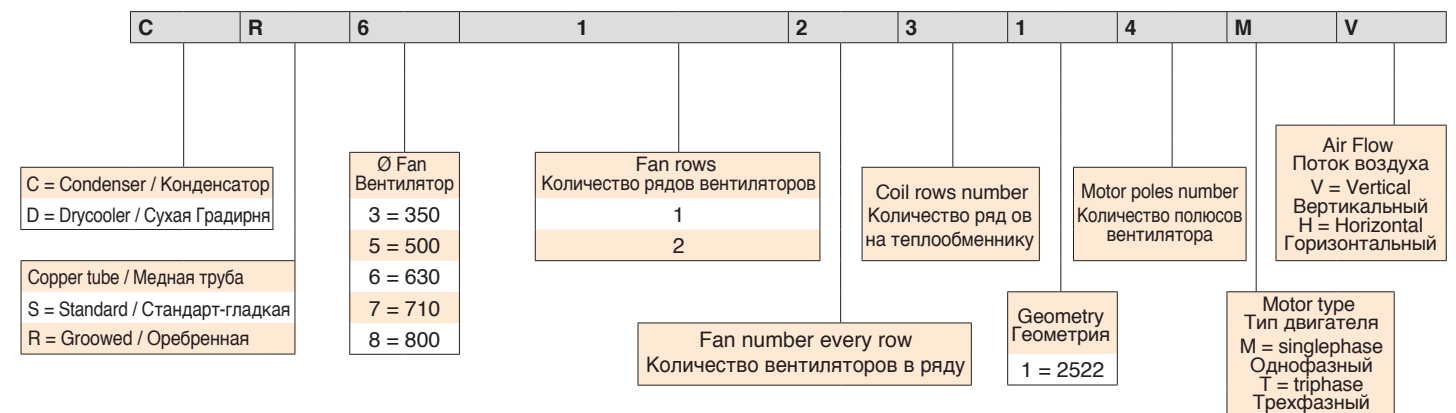 C R 6 1 2 3 1 4 M V
C = Condenser / Конденсатор
D = Drycooler / Сухая Градирня
Copper tube / Медная труба
S = Standard / Стандарт-гладкая
R = Groowed / Оребренная
Ø Fan
Вентилятор
3 = 350
5 = 500
6 = 630
7 = 710
8 = 800
Fan rows
Количество рядов вентиляторов
1
2
Fan number every row
Количество вентиляторов в ряду
Coil rows number
Количество ряд ов
на теплообменнику
Geometry
Геометрия
1 = 2522
Motor poles number
Количество полюсов
вентилятора
Air Flow
Поток воздуха
V = Vertical
Вертикальный
H = Horizontal
Горизонтальный
Motor type
Тип двигателя
M = singlephase
Однофазный
T = triphase
Трехфазный